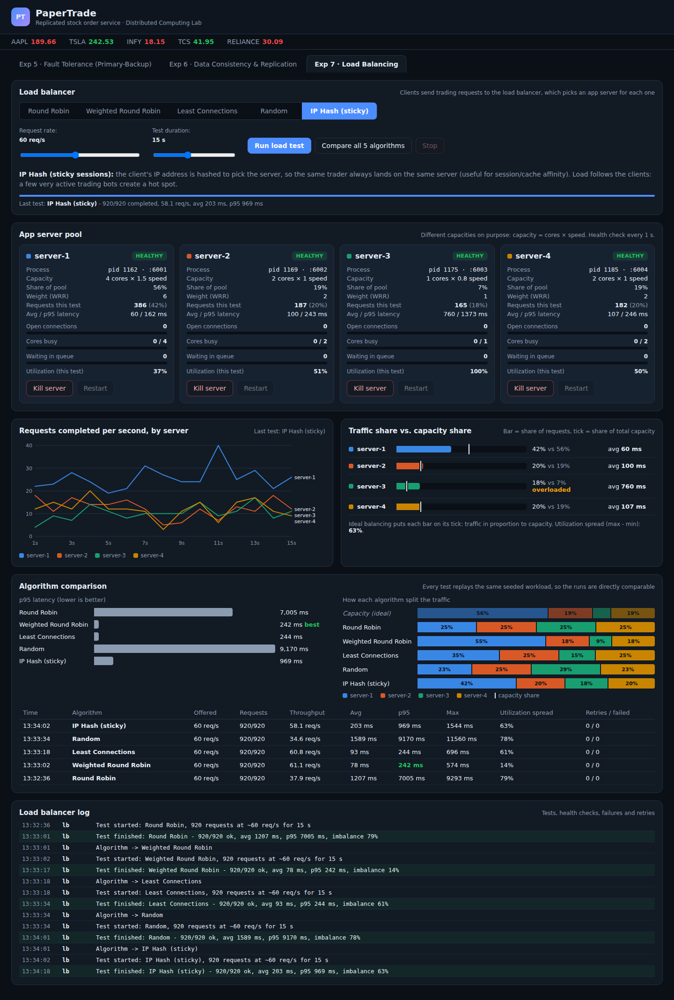 PT
PaperTrade
Replicated stock order service · Distributed Computing Lab
AAPL 189.66 TSLA 242.53 INFY 18.15 TCS 41.95 RELIANCE 30.09
Exp 5 · Fault Tolerance (Primary-Backup) Exp 6 · Data Consistency & Replication Exp 7 · Load Balancing
Load balancer
Clients send trading requests to the load balancer, which picks an app server for each one
Round Robin Weighted Round Robin Least Connections Random IP Hash (sticky)
Request rate: Test duration:
60 req/s 15 s
Run load test Compare all 5 algorithms Stop
IP Hash (sticky sessions): the client's IP address is hashed to pick the server, so the same trader always lands on the same server (useful for session/cache affinity). Load follows the clients:
a few very active trading bots create a hot spot.
Last test: IP Hash (sticky) - 920/920 completed, 58.1 req/s, avg 203 ms, p95 969 ms
App server pool
Different capacities on purpose: capacity = cores × speed. Health check every 1 s.
server-1 HEALTHY
Process pid 1162 · :6001
Capacity 4 cores × 1.5 speed
Share of pool 56%
Weight (WRR) 6
Requests this test 386 (42%)
Avg / p95 latency 60 / 162 ms
Open connections 0
Cores busy 0 / 4
Waiting in queue 0
Utilization (this test) 37%
Kill server Restart
server-2 HEALTHY
Process pid 1169 · :6002
Capacity 2 cores × 1 speed
Share of pool 19%
Weight (WRR) 2
Requests this test 187 (20%)
Avg / p95 latency 100 / 243 ms
Open connections 0
Cores busy 0 / 2
Waiting in queue 0
Utilization (this test) 51%
Kill server Restart
server-3 HEALTHY
Process pid 1175 · :6003
Capacity 1 cores × 0.8 speed
Share of pool 7%
Weight (WRR) 1
Requests this test 165 (18%)
Avg / p95 latency 760 / 1373 ms
Open connections 0
Cores busy 0 / 1
Waiting in queue 0
Utilization (this test) 100%
Kill server Restart
server-4 HEALTHY
Process pid 1185 · :6004
Capacity 2 cores × 1 speed
Share of pool 19%
Weight (WRR) 2
Requests this test 182 (20%)
Avg / p95 latency 107 / 246 ms
Open connections 0
Cores busy 0 / 2
Waiting in queue 0
Utilization (this test) 50%
Kill server Restart
Requests completed per second, by server
Last test: IP Hash (sticky)
40
30
20
10
0
server-1
server-2
server-3
server-4
1s 3s 5s 7s 9s 11s 13s 15s
server-1 server-2 server-3 server-4
Traffic share vs. capacity share
Bar = share of requests, tick = share of total capacity
server-1 42% vs 56% avg 60 ms
server-2 20% vs 19% avg 100 ms
server-3 18% vs 7% overloaded avg 760 ms
server-4 20% vs 19% avg 107 ms
Ideal balancing puts each bar on its tick: traffic in proportion to capacity. Utilization spread (max - min):
63%.
Algorithm comparison
Every test replays the same seeded workload, so the runs are directly comparable
p95 latency (lower is better)
Round Robin 7,005 ms
Weighted Round Robin 242 ms best
Least Connections 244 ms
Random 9,170 ms
IP Hash (sticky) 969 ms
How each algorithm split the traffic
Capacity (ideal) 56% 19% 19%
Round Robin 25% 25% 25% 25%
Weighted Round Robin 55% 18% 9% 18%
Least Connections 35% 25% 15% 25%
Random 23% 25% 29% 23%
IP Hash (sticky) 42% 20% 18% 20%
server-1 server-2 server-3 server-4 capacity share
Time Algorithm Offered Requests Throughput Avg p95 Max Utilization spread Retries / failed
13:34:02 IP Hash (sticky) 60 req/s 920/920 58.1 req/s 203 ms 969 ms 1544 ms 63% 0 / 0
13:33:34 Random 60 req/s 920/920 34.6 req/s 1589 ms 9170 ms 11560 ms 78% 0 / 0
13:33:18 Least Connections 60 req/s 920/920 60.8 req/s 93 ms 244 ms 696 ms 61% 0 / 0
13:33:02 Weighted Round Robin 60 req/s 920/920 61.1 req/s 78 ms 242 ms 574 ms 14% 0 / 0
13:32:36 Round Robin 60 req/s 920/920 37.9 req/s 1207 ms 7005 ms 9293 ms 79% 0 / 0
Load balancer log
Tests, health checks, failures and retries
13:32:36 lb Test started: Round Robin, 920 requests at ~60 req/s for 15 s
13:33:01 lb Test finished: Round Robin - 920/920 ok, avg 1207 ms, p95 7005 ms, imbalance 79%
13:33:01 lb Algorithm -> Weighted Round Robin
13:33:02 lb Test started: Weighted Round Robin, 920 requests at ~60 req/s for 15 s
13:33:17 lb Test finished: Weighted Round Robin - 920/920 ok, avg 78 ms, p95 242 ms, imbalance 14%
13:33:18 lb Algorithm -> Least Connections
13:33:18 lb Test started: Least Connections, 920 requests at ~60 req/s for 15 s
13:33:34 lb Test finished: Least Connections - 920/920 ok, avg 93 ms, p95 244 ms, imbalance 61%
13:33:34 lb Algorithm -> Random
13:33:34 lb Test started: Random, 920 requests at ~60 req/s for 15 s
13:34:01 lb Test finished: Random - 920/920 ok, avg 1589 ms, p95 9170 ms, imbalance 78%
13:34:01 lb Algorithm -> IP Hash (sticky)
13:34:02 lb Test started: IP Hash (sticky), 920 requests at ~60 req/s for 15 s
13:34:18 lb Test finished: IP Hash (sticky) - 920/920 ok, avg 203 ms, p95 969 ms, imbalance 63%